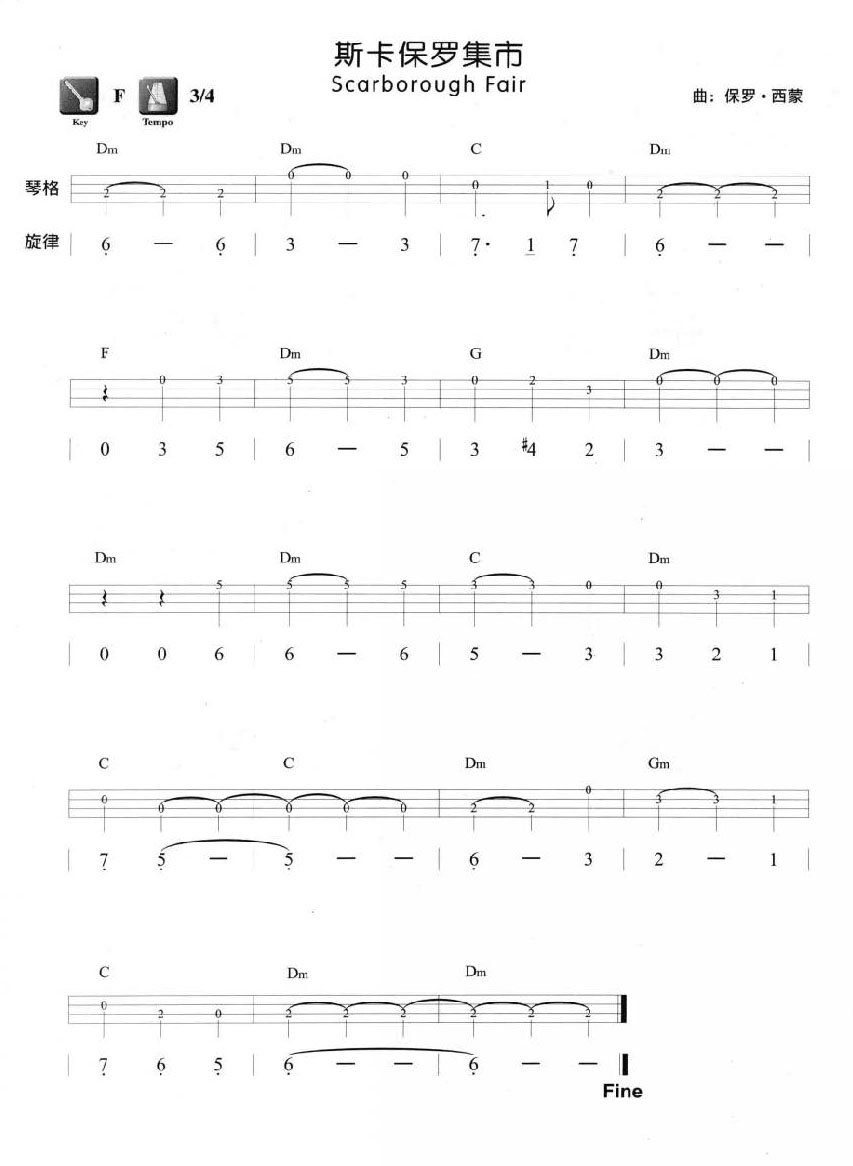 斯卡保罗集市
Scarborough Fair
Key F Tempo 3/4 曲：保罗·西蒙
Dm Dm C Dm
琴格 2 2 2 0 0 0 0 1 0 2 2 2
旋律 | 6̣ — 6̣ | 3 — 3 | 7̣· 1 7̣ | 6̣ — — |
F Dm G Dm
0 3 5 5 3 0 2 3 0 0 0
| 0 3 5 | 6 — 5 | 3 #4 2 | 3 — — |
Dm Dm C Dm
5 5 5 5 3 3 0 0 3 1
| 0 0 6 | 6 — 6 | 5 — 3 | 3 2 1 |
C C Dm Gm
0 0 0 0 0 0 2 2 0 3 3 1
| 7̣ 5̣ — | 5̣ — — | 6̣ — 3 | 2 — 1 |
C Dm Dm
0 2 0 2 2 2 2 2 2
| 7̣ 6̣ 5̣ | 6̣ — — | 6̣ — — |
Fine